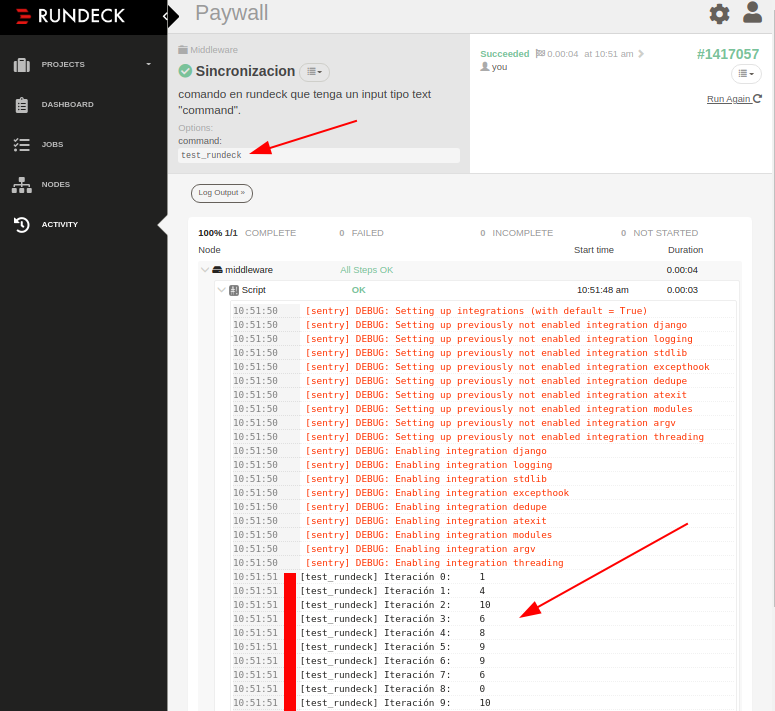 RUNDECK
PROJECTS
DASHBOARD
JOBS
NODES
ACTIVITY
Paywall
Middleware
Sincronizacion
comando en rundeck que tenga un input tipo text
"command".
Options:
command:
test_rundeck
Succeeded 0.00:04 at 10:51 am
you
#1417057
Run Again
Log Output »
100% 1/1 COMPLETE 0 FAILED 0 INCOMPLETE 0 NOT STARTED
Node Start time Duration
middleware All Steps OK 0.00:04
Script OK 10:51:48 am 0.00:03
10:51:50 [sentry] DEBUG: Setting up integrations (with default = True)
10:51:50 [sentry] DEBUG: Setting up previously not enabled integration django
10:51:50 [sentry] DEBUG: Setting up previously not enabled integration logging
10:51:50 [sentry] DEBUG: Setting up previously not enabled integration stdlib
10:51:50 [sentry] DEBUG: Setting up previously not enabled integration excepthook
10:51:50 [sentry] DEBUG: Setting up previously not enabled integration dedupe
10:51:50 [sentry] DEBUG: Setting up previously not enabled integration atexit
10:51:50 [sentry] DEBUG: Setting up previously not enabled integration modules
10:51:50 [sentry] DEBUG: Setting up previously not enabled integration argv
10:51:50 [sentry] DEBUG: Setting up previously not enabled integration threading
10:51:50 [sentry] DEBUG: Enabling integration django
10:51:50 [sentry] DEBUG: Enabling integration logging
10:51:50 [sentry] DEBUG: Enabling integration stdlib
10:51:50 [sentry] DEBUG: Enabling integration excepthook
10:51:50 [sentry] DEBUG: Enabling integration dedupe
10:51:50 [sentry] DEBUG: Enabling integration atexit
10:51:50 [sentry] DEBUG: Enabling integration modules
10:51:50 [sentry] DEBUG: Enabling integration argv
10:51:50 [sentry] DEBUG: Enabling integration threading
10:51:51 [test_rundeck] Iteración 0: 1
10:51:51 [test_rundeck] Iteración 1: 4
10:51:51 [test_rundeck] Iteración 2: 10
10:51:51 [test_rundeck] Iteración 3: 6
10:51:51 [test_rundeck] Iteración 4: 8
10:51:51 [test_rundeck] Iteración 5: 9
10:51:51 [test_rundeck] Iteración 6: 9
10:51:51 [test_rundeck] Iteración 7: 6
10:51:51 [test_rundeck] Iteración 8: 0
10:51:51 [test_rundeck] Iteración 9: 10